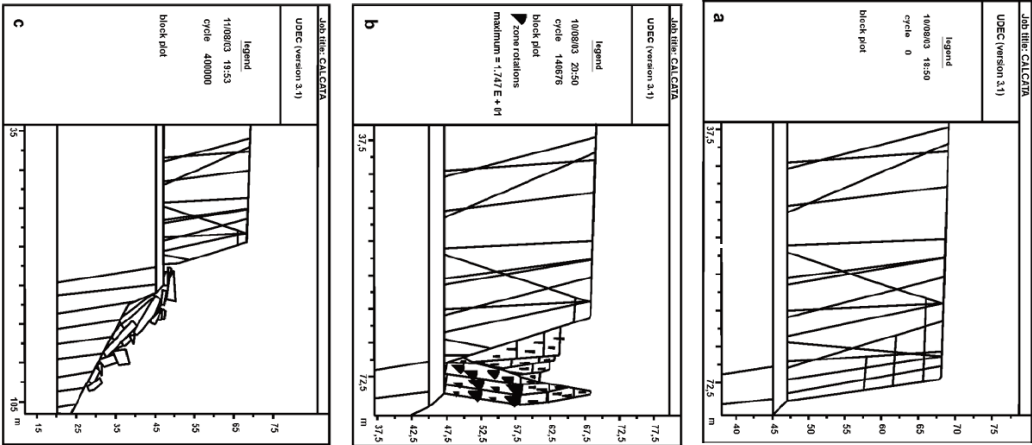 a
Job title: CALCATA
UDEC (version 3.1)
legend
10/08/03 18:50
cycle 0
block plot
75
70
65
60
55
50
45
40
37,5
72,5
m
b
Job title: CALCATA
UDEC (version 3.1)
legend
10/08/03 20:50
cycle 140676
block plot
zone rotations
maximum = 1.747 E + 01
77,5
72,5
67,5
62,5
57,5
52,5
47,5
42,5
37,5
37,5
72,5
m
c
Job title: CALCATA
UDEC (version 3.1)
legend
11/08/03 19:53
cycle 400000
block plot
75
65
55
45
35
25
15
35
105
m